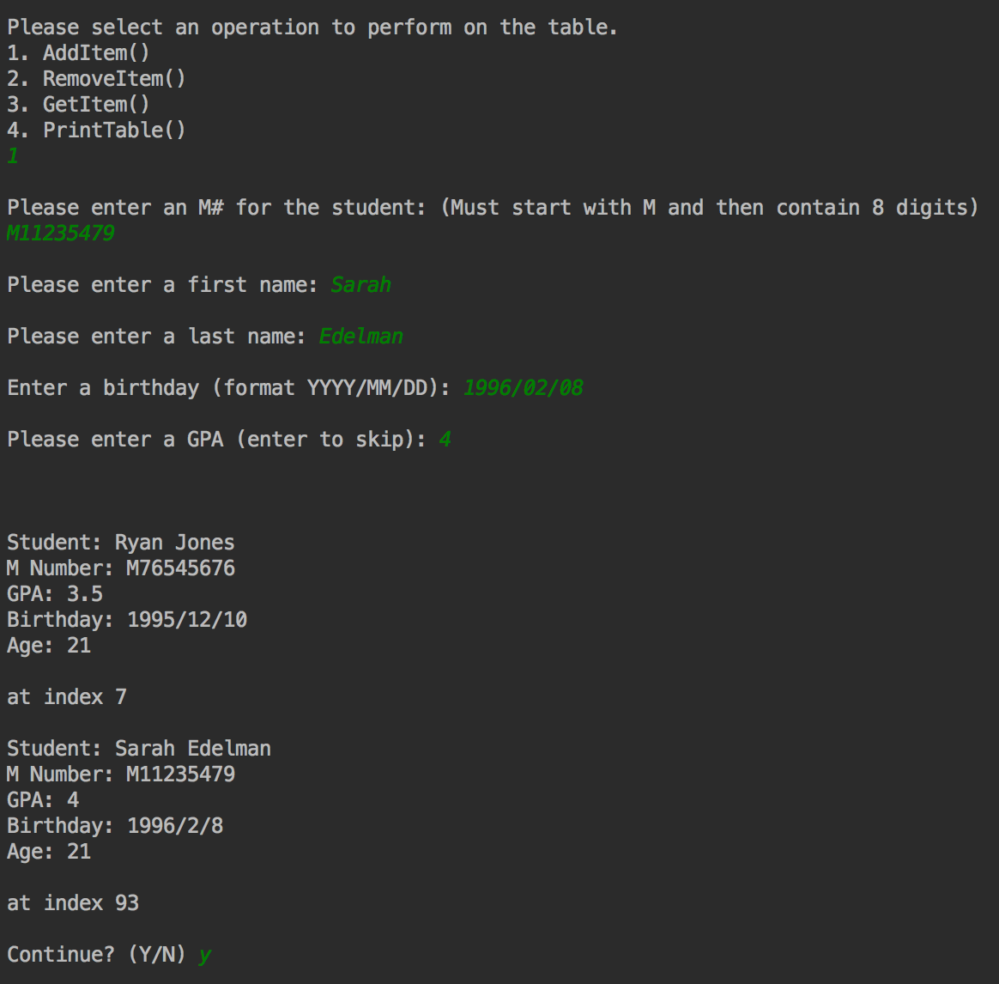 Please select an operation to perform on the table.
1. AddItem()
2. RemoveItem()
3. GetItem()
4. PrintTable()
1
Please enter an M# for the student: (Must start with M and then contain 8 digits)
M11235479
Please enter a first name: Sarah
Please enter a last name: Edelman
Enter a birthday (format YYYY/MM/DD): 1996/02/08
Please enter a GPA (enter to skip): 4
Student: Ryan Jones
M Number: M76545676
GPA: 3.5
Birthday: 1995/12/10
Age: 21
at index 7
Student: Sarah Edelman
M Number: M11235479
GPA: 4
Birthday: 1996/2/8
Age: 21
at index 93
Continue? (Y/N) y